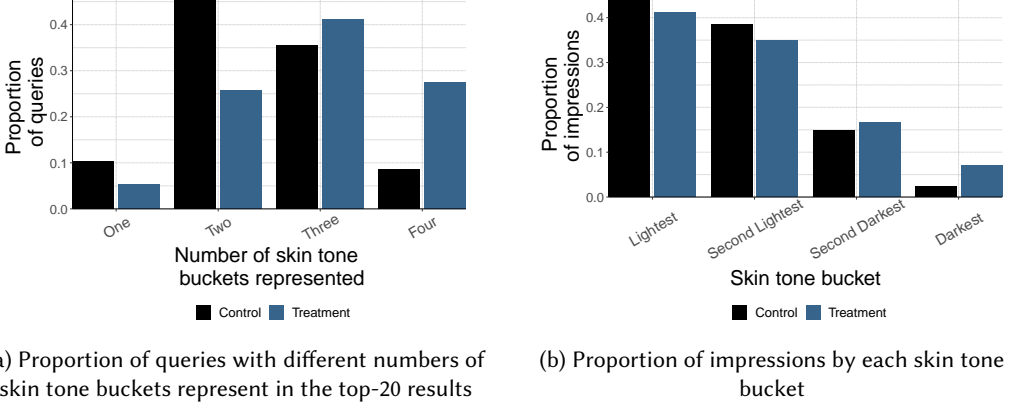 Proportion
of queries
0.4
0.3
0.2
0.1
0.0
One
Two
Three
Four
Number of skin tone
buckets represented
Control
Treatment
a) Proportion of queries with different numbers of
skin tone buckets represent in the top-20 results
Proportion
of impressions
0.4
0.3
0.2
0.1
0.0
Lightest
Second Lightest
Second Darkest
Darkest
Skin tone bucket
Control
Treatment
(b) Proportion of impressions by each skin tone
bucket